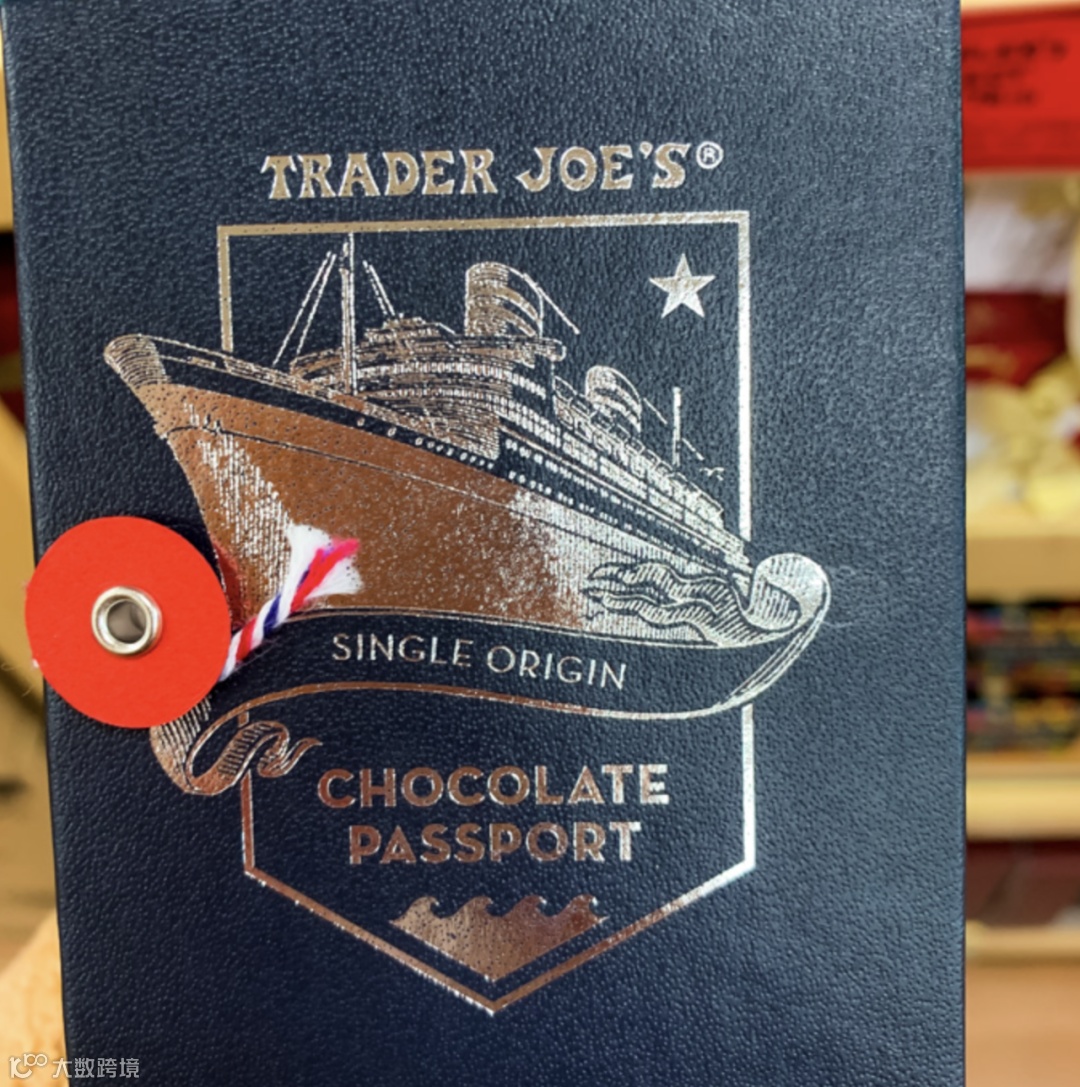 TRADER JOE'S®
SINGLE ORIGIN
CHOCOLATE
PASSPORT
大数跨境